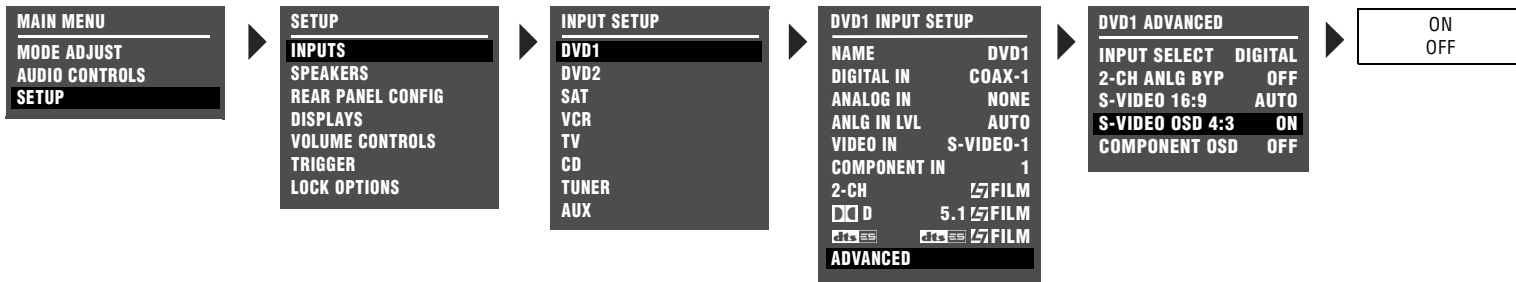 MAIN MENU
MODE ADJUST
AUDIO CONTROLS
SETUP
SETUP
INPUTS
SPEAKERS
REAR PANEL CONFIG
DISPLAYS
VOLUME CONTROLS
TRIGGER
LOCK OPTIONS
INPUT SETUP
DVD1
DVD2
SAT
VCR
TV
CD
TUNER
AUX
DVD1 INPUT SETUP
NAME DVD1
DIGITAL IN COAX-1
ANALOG IN NONE
ANLG IN LVL AUTO
VIDEO IN S-VIDEO-1
COMPONENT IN 1
2-CH FILM
D 5.1 FILM
dts ES dts ES FILM
ADVANCED
DVD1 ADVANCED
INPUT SELECT DIGITAL
2-CH ANLG BYP OFF
S-VIDEO 16:9 AUTO
S-VIDEO OSD 4:3 ON
COMPONENT OSD OFF
ON
OFF